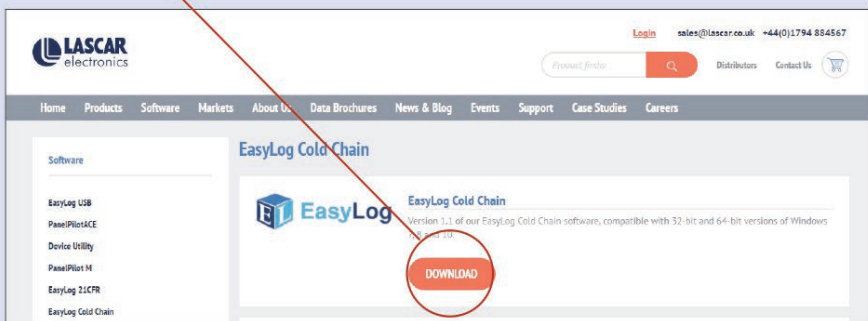 Login sales@lascar.co.uk +44(0)1794 884567
LASCAR
electronics
Product finder
Distributors Contact Us
Home Products Software Markets About Us Data Brochures News & Blog Events Support Case Studies Careers
Software
EasyLog USB
PanelPilotACE
Device Utility
PanelPilot M
EasyLog 21CFR
EasyLog Cold Chain
EasyLog Cold Chain
EL EasyLog
EasyLog Cold Chain
Version 1.1 of our EasyLog Cold Chain software, compatible with 32-bit and 64-bit versions of Windows
7, 8 and 10.
DOWNLOAD